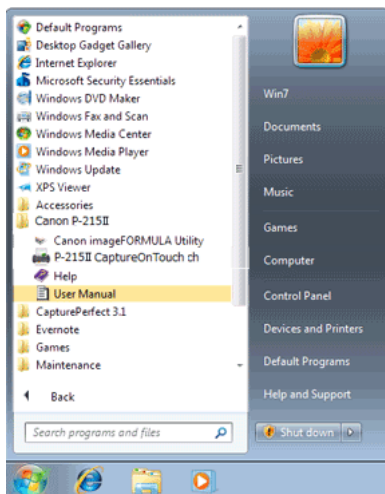 Default Programs
Desktop Gadget Gallery
Internet Explorer
Microsoft Security Essentials
Windows DVD Maker
Windows Fax and Scan
Windows Media Center
Windows Media Player
Windows Update
XPS Viewer
Accessories
Canon P-215II
Canon imageFORMULA Utility
P-215II CaptureOnTouch ch
Help
User Manual
CapturePerfect 3.1
Evernote
Games
Maintenance
Back
Search programs and files
Win7
Documents
Pictures
Music
Games
Computer
Control Panel
Devices and Printers
Default Programs
Help and Support
Shut down